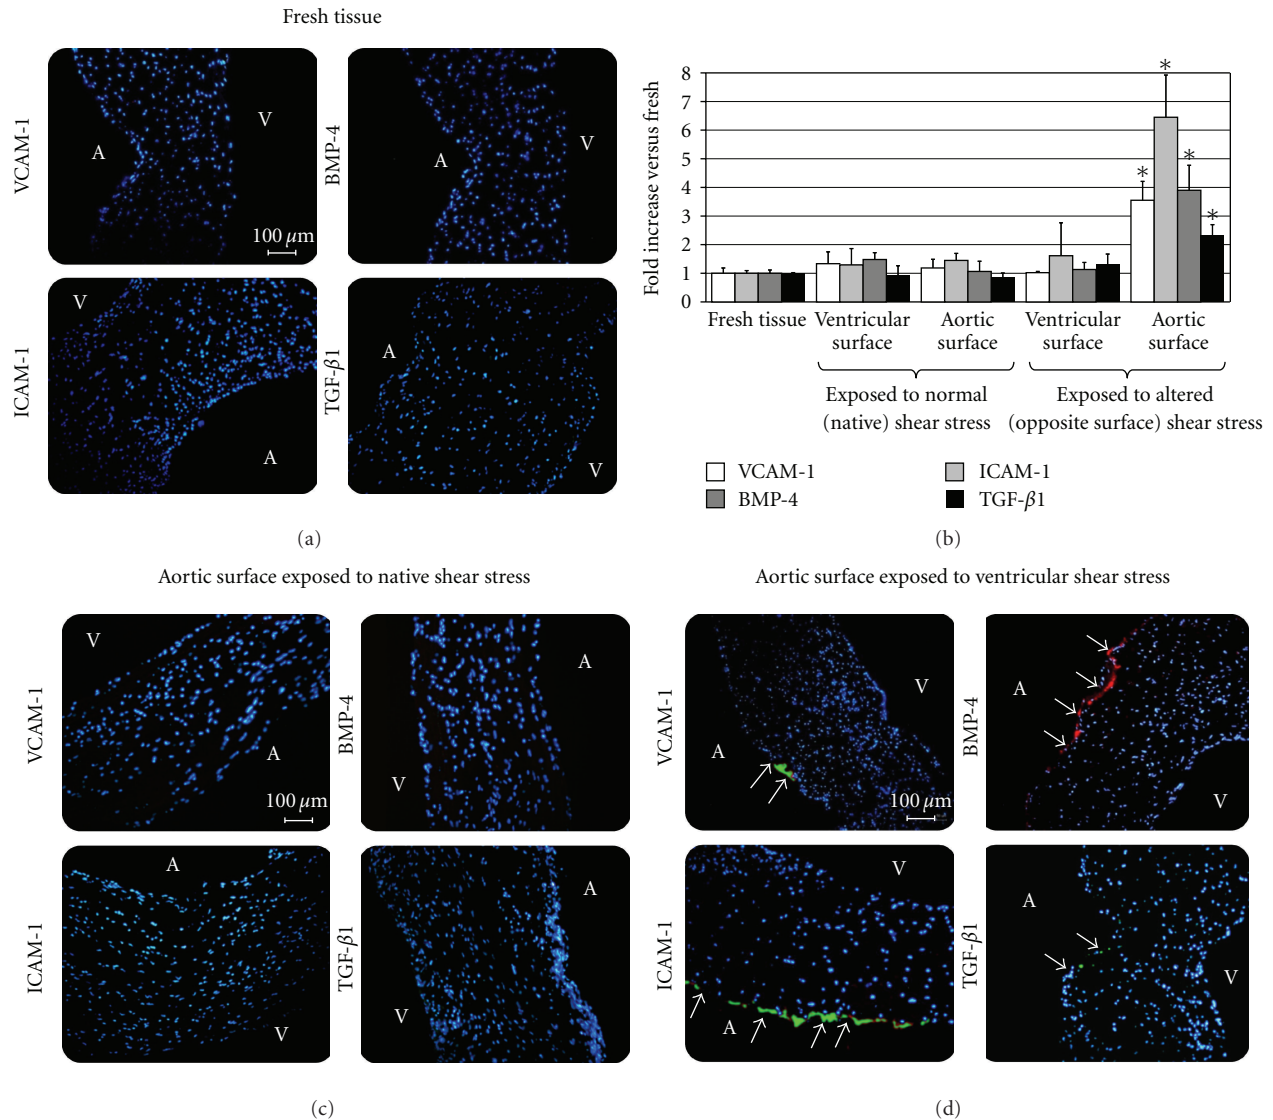 Fresh tissue
VCAM-1
A
V
100 μm
BMP-4
A
V
ICAM-1
V
A
TGF-β1
A
V
(a)
Fold increase versus fresh
8
7
6
5
4
3
2
1
0
*
*
*
*
Fresh tissue
Ventricular surface
Aortic surface
Ventricular surface
Aortic surface
Exposed to normal (native) shear stress
Exposed to altered (opposite surface) shear stress
VCAM-1
ICAM-1
BMP-4
TGF-β1
(b)
Aortic surface exposed to native shear stress
VCAM-1
V
A
100 μm
BMP-4
A
V
ICAM-1
A
V
TGF-β1
A
V
(c)
Aortic surface exposed to ventricular shear stress
VCAM-1
V
A
100 μm
BMP-4
A
V
ICAM-1
V
A
TGF-β1
A
V
(d)